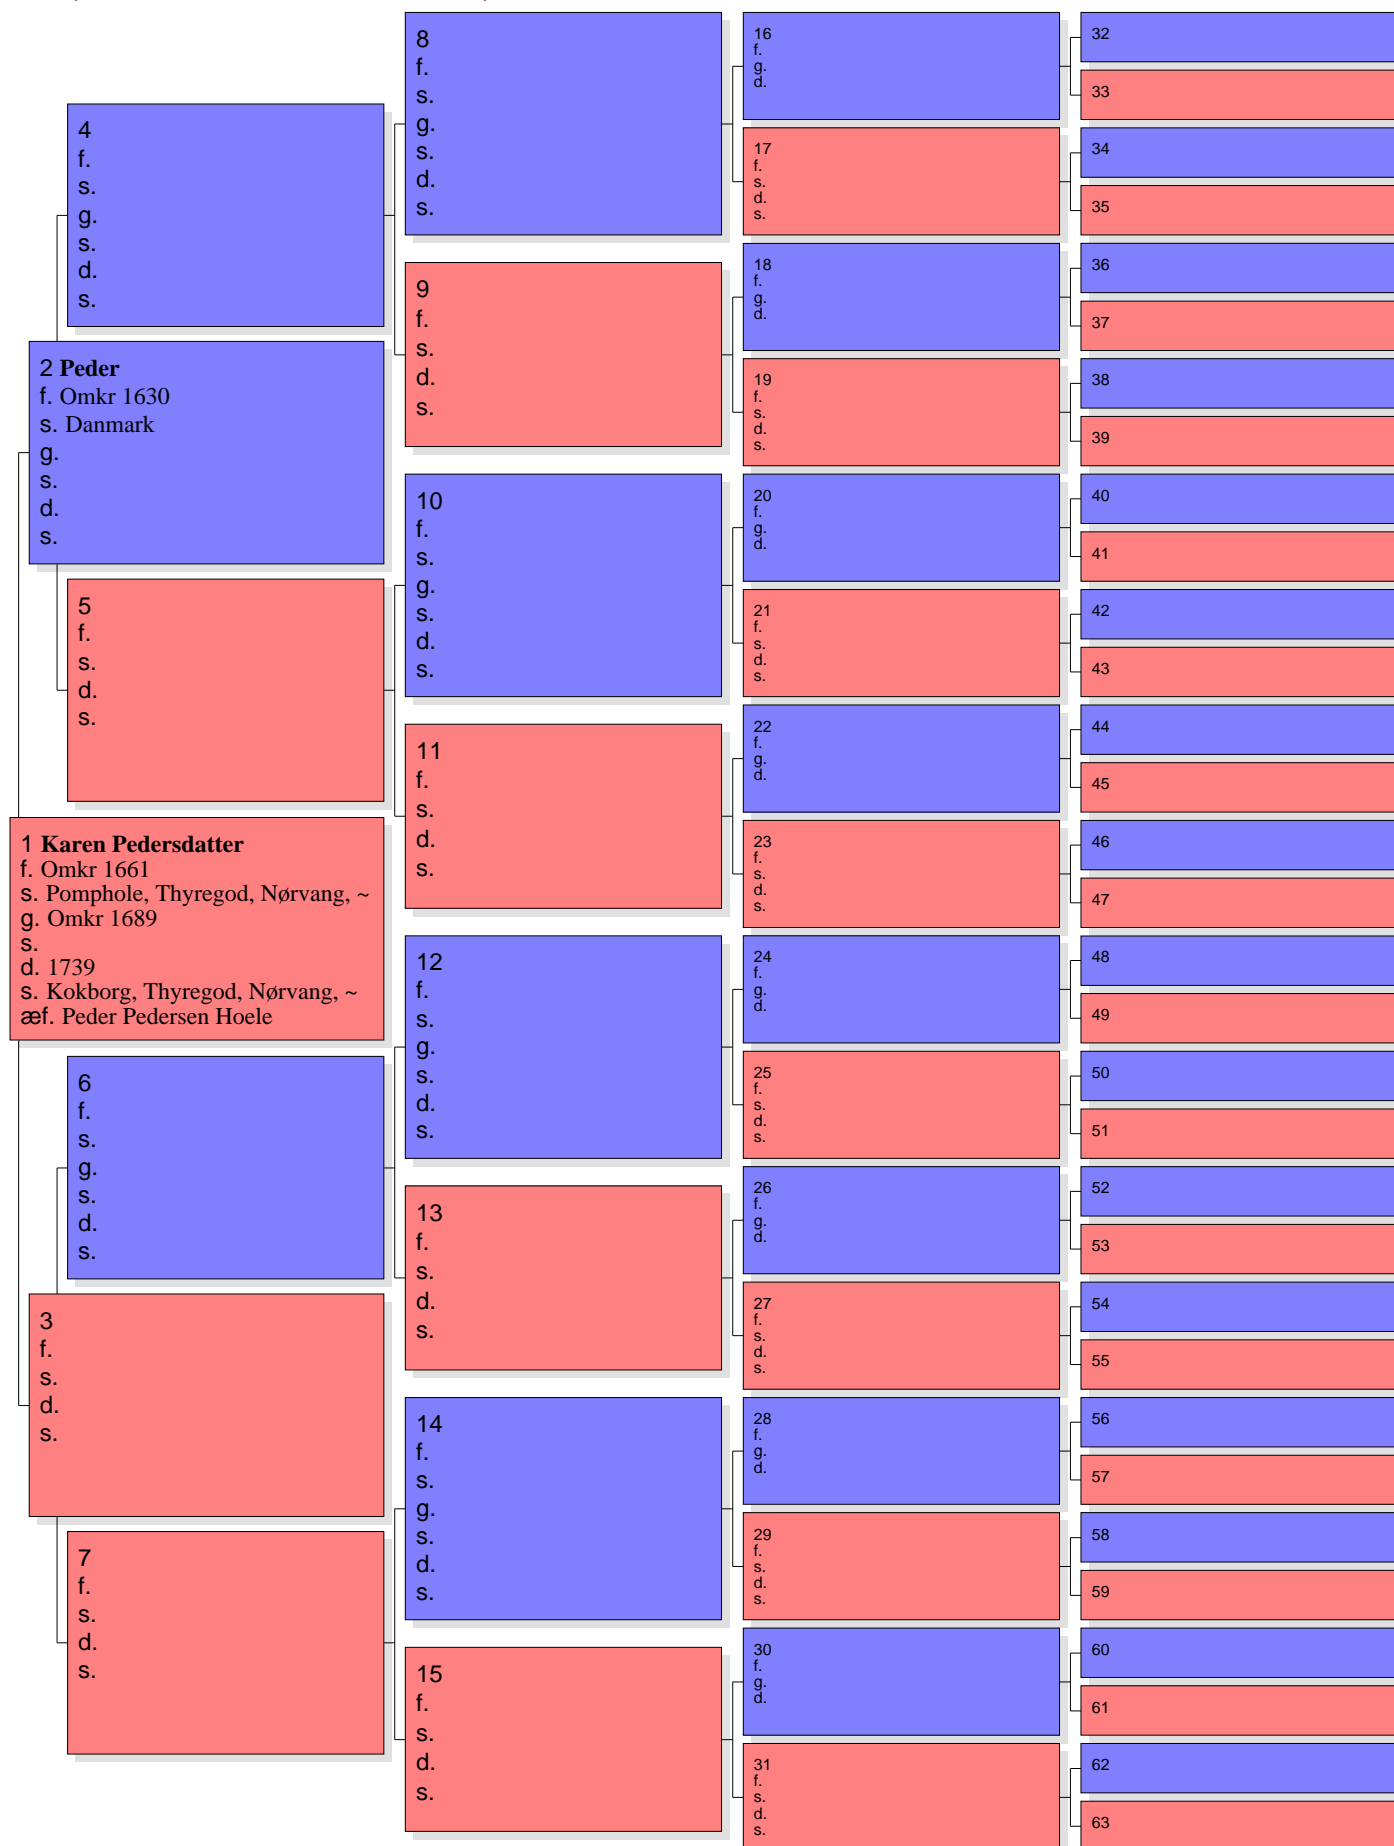 8
f.
s.
g.
s.
d.
s.
16
f.
g.
d.
32
33
17
f.
s.
d.
s.
34
35
4
f.
s.
g.
s.
d.
s.
9
f.
s.
d.
s.
18
f.
g.
d.
36
37
19
f.
s.
d.
s.
38
39
2 Peder
f. Omkr 1630
s. Danmark
g.
s.
d.
s.
10
f.
s.
g.
s.
d.
s.
20
f.
g.
d.
40
41
21
f.
s.
d.
s.
42
43
5
f.
s.
d.
s.
11
f.
s.
d.
s.
22
f.
g.
d.
44
45
23
f.
s.
d.
s.
46
47
1 Karen Pedersdatter
f. Omkr 1661
s. Pomphole, Thyregod, Nørvang, ~
g. Omkr 1689
s.
d. 1739
s. Kokborg, Thyregod, Nørvang, ~
æf. Peder Pedersen Hoele
12
f.
s.
g.
s.
d.
s.
24
f.
g.
d.
48
49
25
f.
s.
d.
s.
50
51
6
f.
s.
g.
s.
d.
s.
13
f.
s.
d.
s.
26
f.
g.
d.
52
53
27
f.
s.
d.
s.
54
55
3
f.
s.
d.
s.
14
f.
s.
g.
s.
d.
s.
28
f.
g.
d.
56
57
29
f.
s.
d.
s.
58
59
7
f.
s.
d.
s.
15
f.
s.
d.
s.
30
f.
g.
d.
60
61
31
f.
s.
d.
s.
62
63